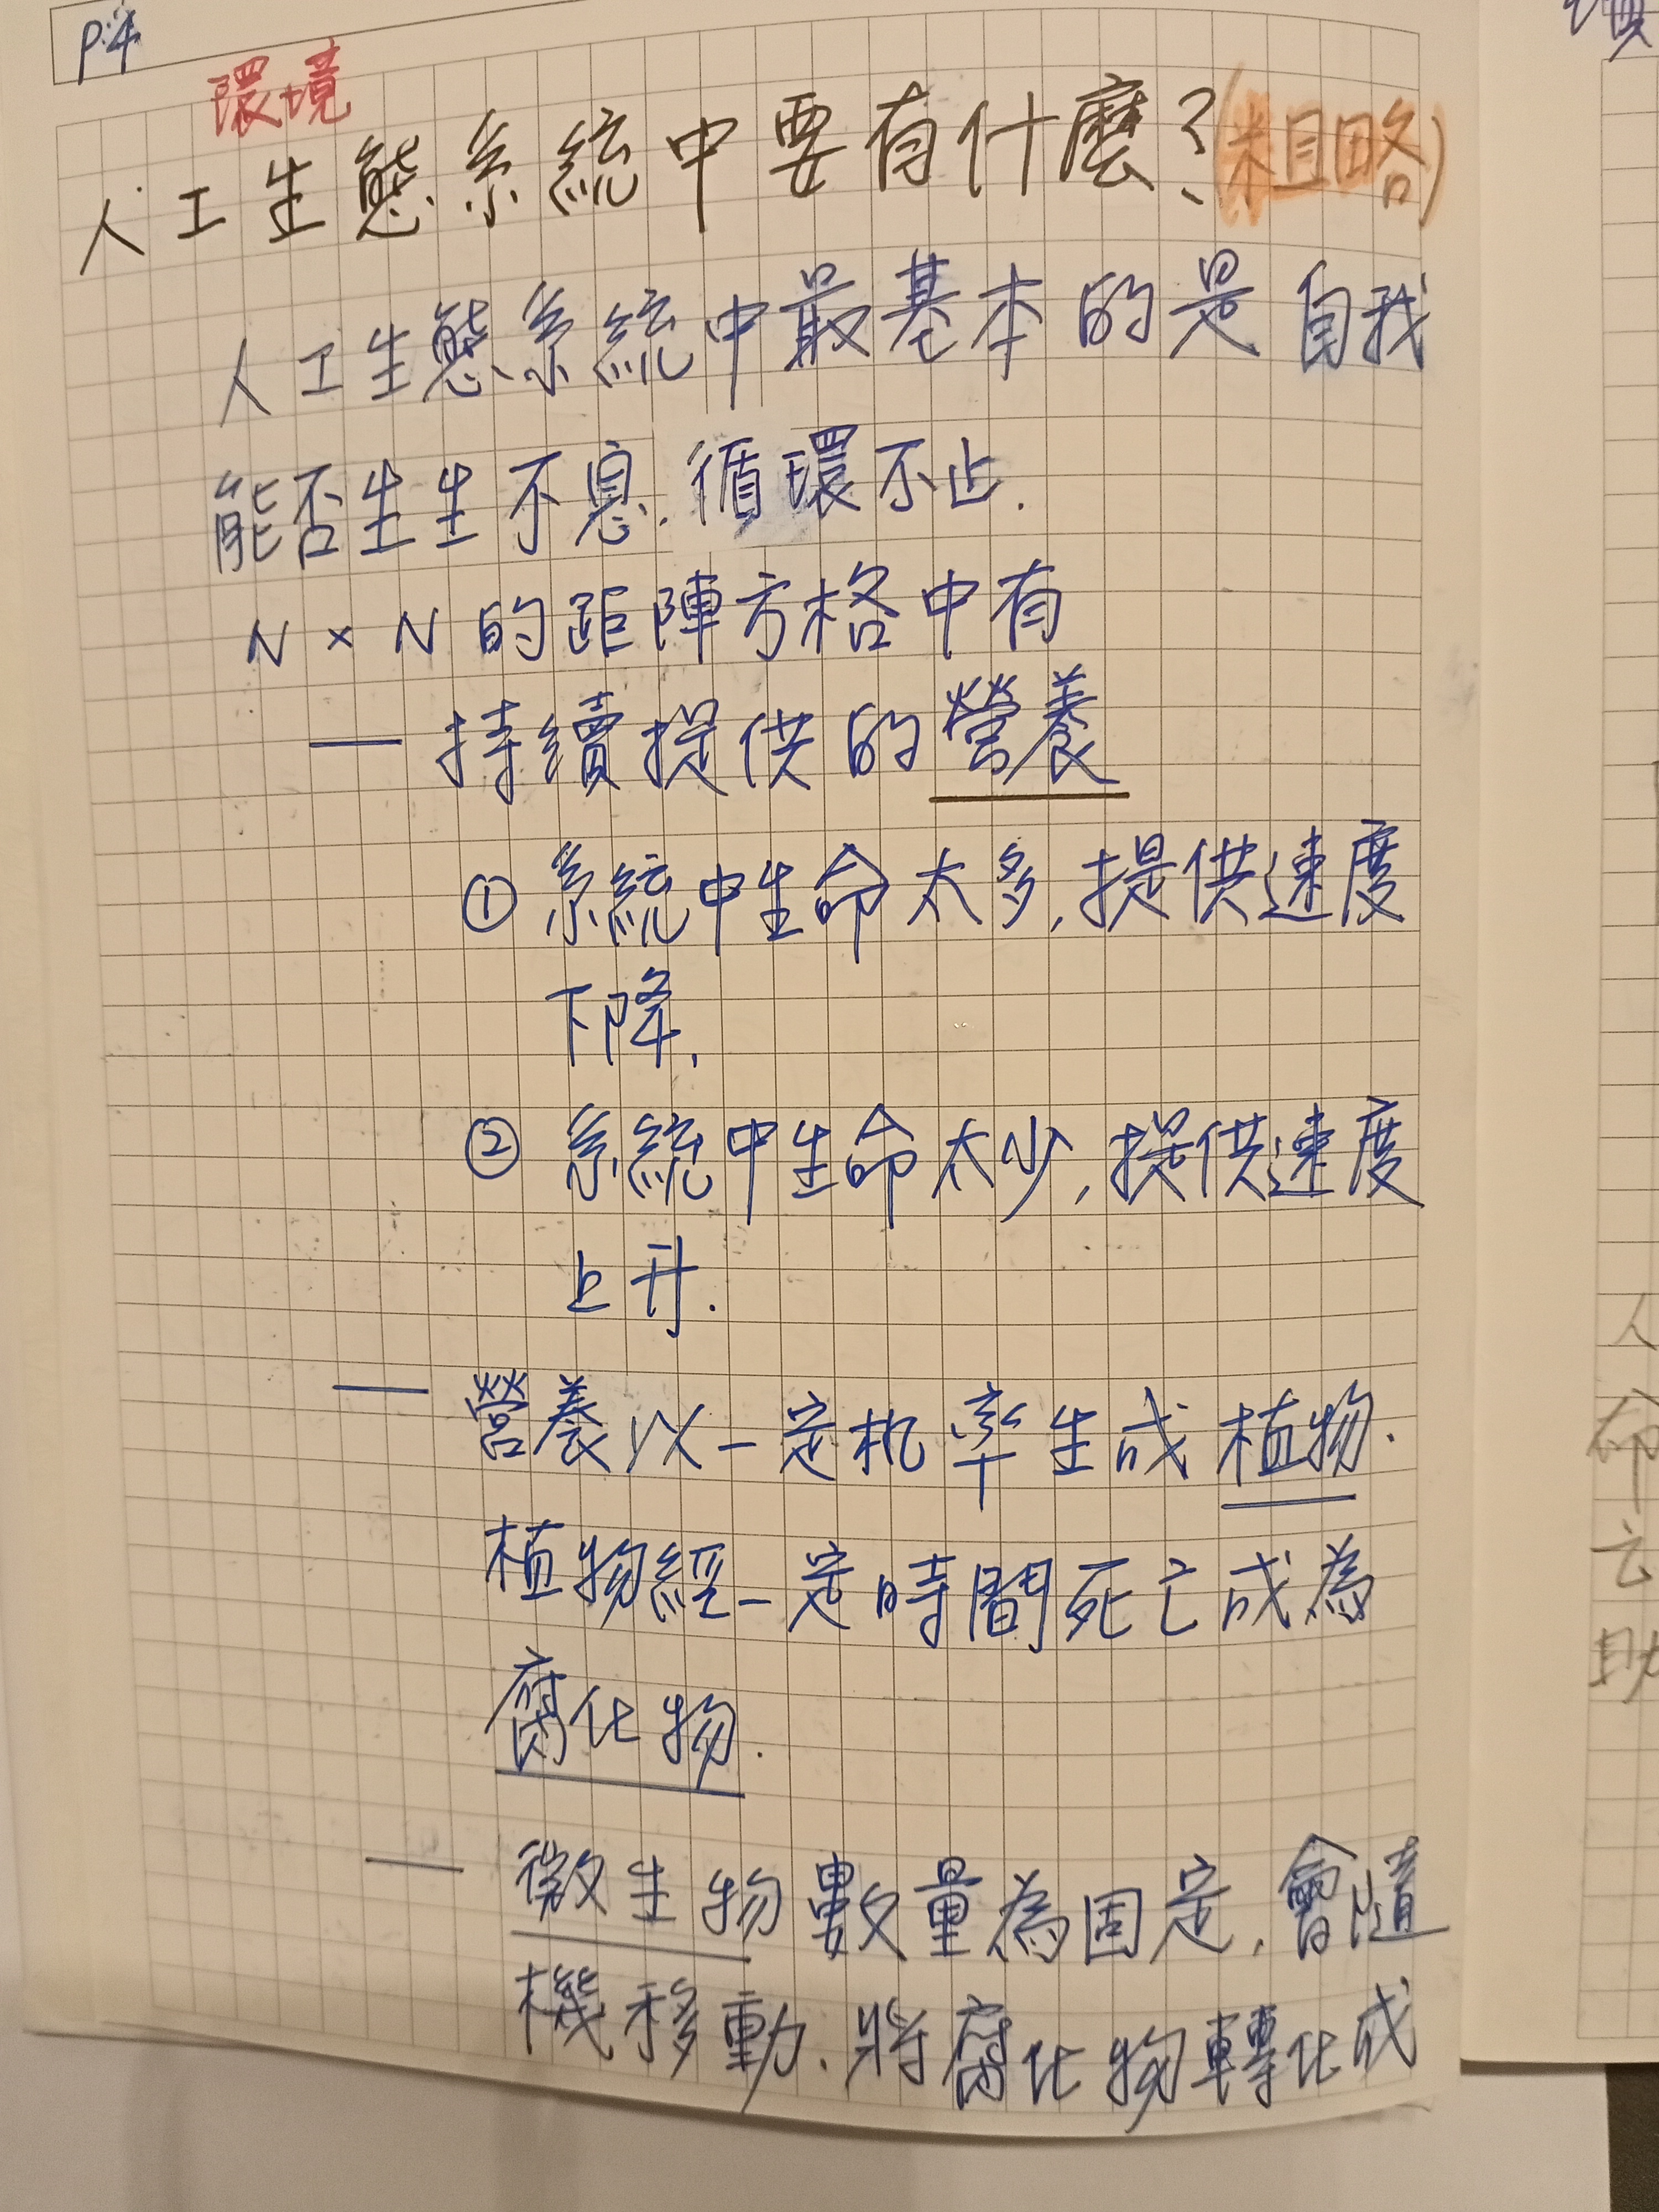 P.4
環境
人工生態系統中要有什麼?(粗略)
人工生態系統中最基本的是自我
能否生生不息.循環不止.
N × N 的距陣方格中有
— 持續提供的營養
① 系統中生命太多,提供速度
下降.
② 系統中生命太少,提供速度
上升.
— 營養以一定机率生成植物.
植物經一定時間死亡成為
腐化物.
— 微生物數量為固定,會隨
機移動.將腐化物轉化成
人
命
云
助